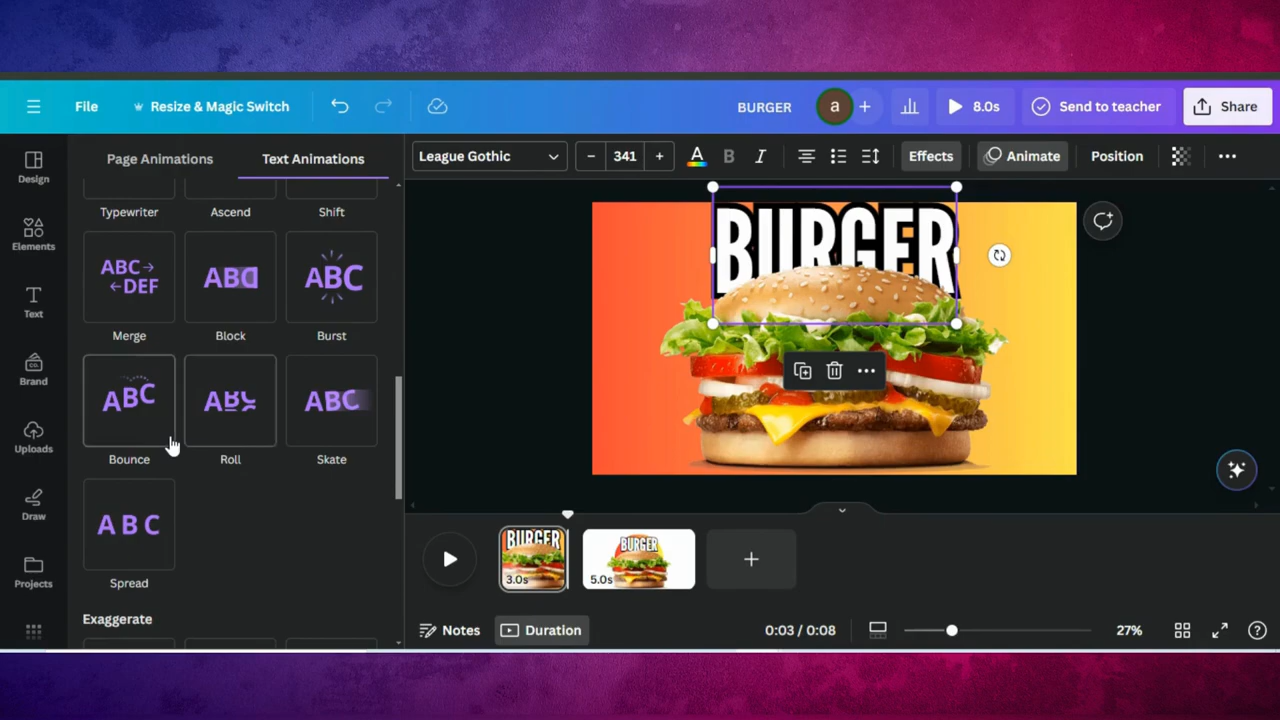 File
Resize & Magic Switch
BURGER
a
8.0s
Send to teacher
Share
Design
Elements
Text
Brand
CO.
Uploads
Draw
Projects
Page Animations
Text Animations
Typewriter
Ascend
Shift
ABC
DEF
ABC
ABC
Merge
Block
Burst
ABC
ABC
ABC
Bounce
Roll
Skate
ABC
Spread
Exaggerate
League Gothic
341
A
B
I
Effects
Animate
Position
BURGER
BURGER
3.0s
BURGER
5.0s
Notes
Duration
0:03 / 0:08
27%